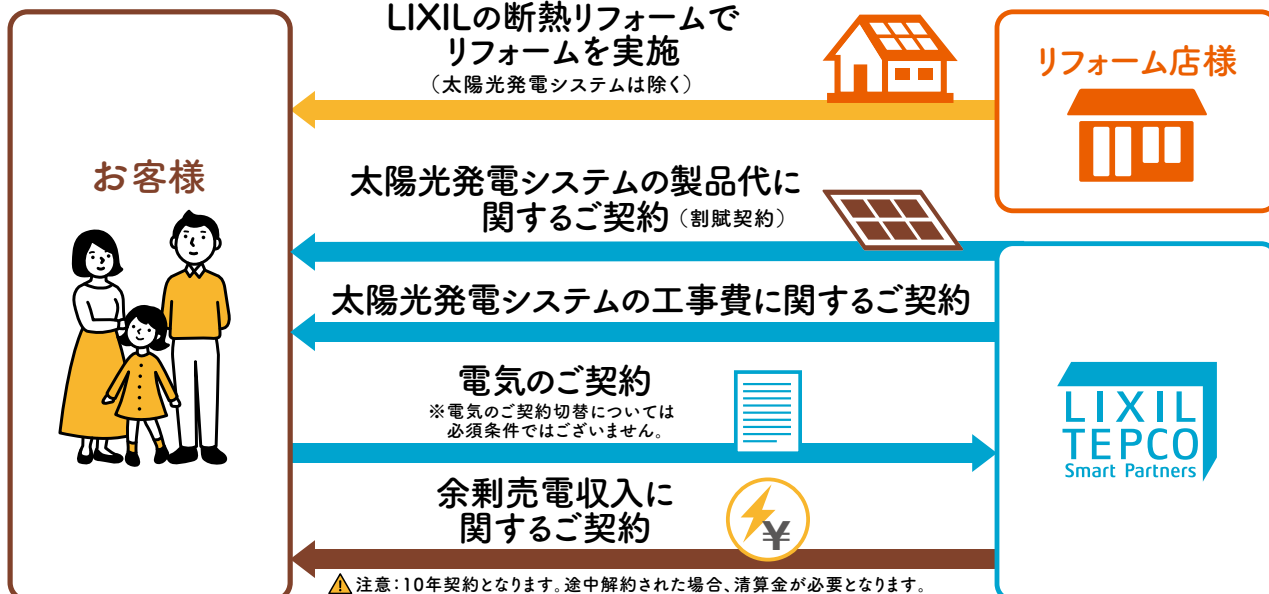 LIXILの断熱リフォームで
リフォームを実施
（太陽光発電システムは除く）
リフォーム店様
お客様
太陽光発電システムの製品代に
関するご契約（割賦契約）
太陽光発電システムの工事費に関するご契約
電気のご契約
※電気のご契約切替については
必須条件ではございません。
LIXIL
TEPCO
Smart Partners
余剰売電収入に
関するご契約
¥
注意：10年契約となります。途中解約された場合、清算金が必要となります。